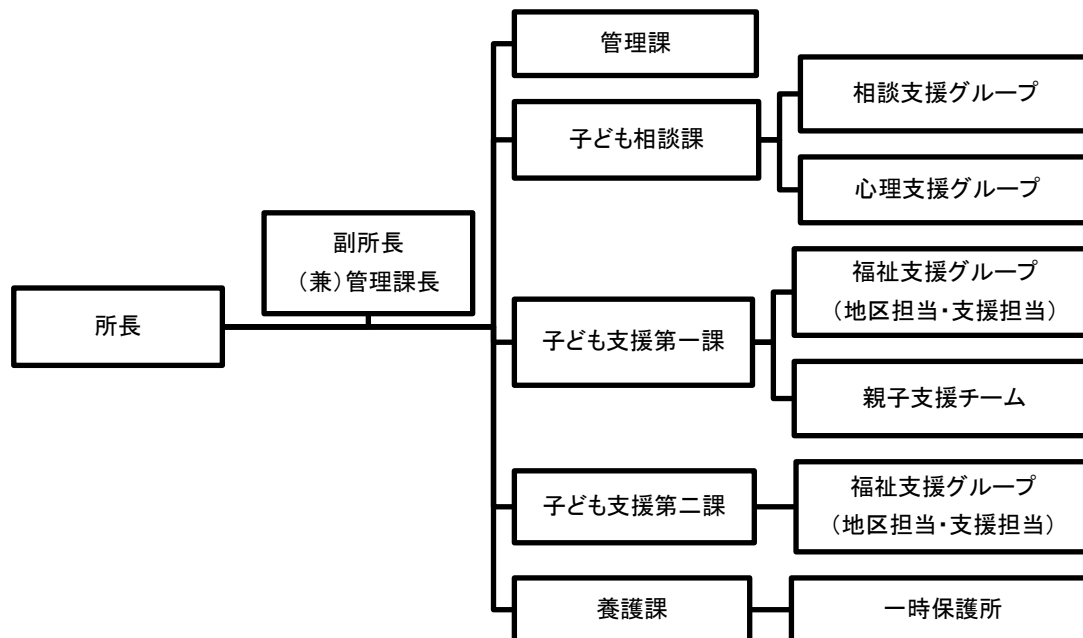 管理課
相談支援グループ
子ども相談課
心理支援グループ
副所長
（兼）管理課長
福祉支援グループ
（地区担当・支援担当）
所長
子ども支援第一課
親子支援チーム
子ども支援第二課
福祉支援グループ
（地区担当・支援担当）
養護課
一時保護所